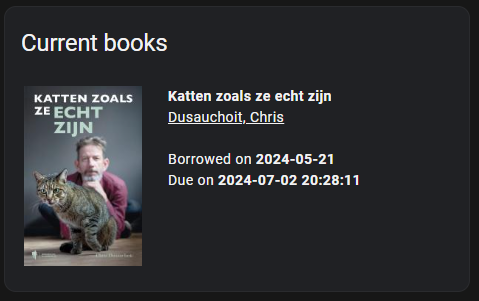 Current books
KATTEN ZOALS
ZE ECHT
ZIJN
Katten zoals ze echt zijn
Dusauchoit, Chris
Borrowed on 2024-05-21
Due on 2024-07-02 20:28:11